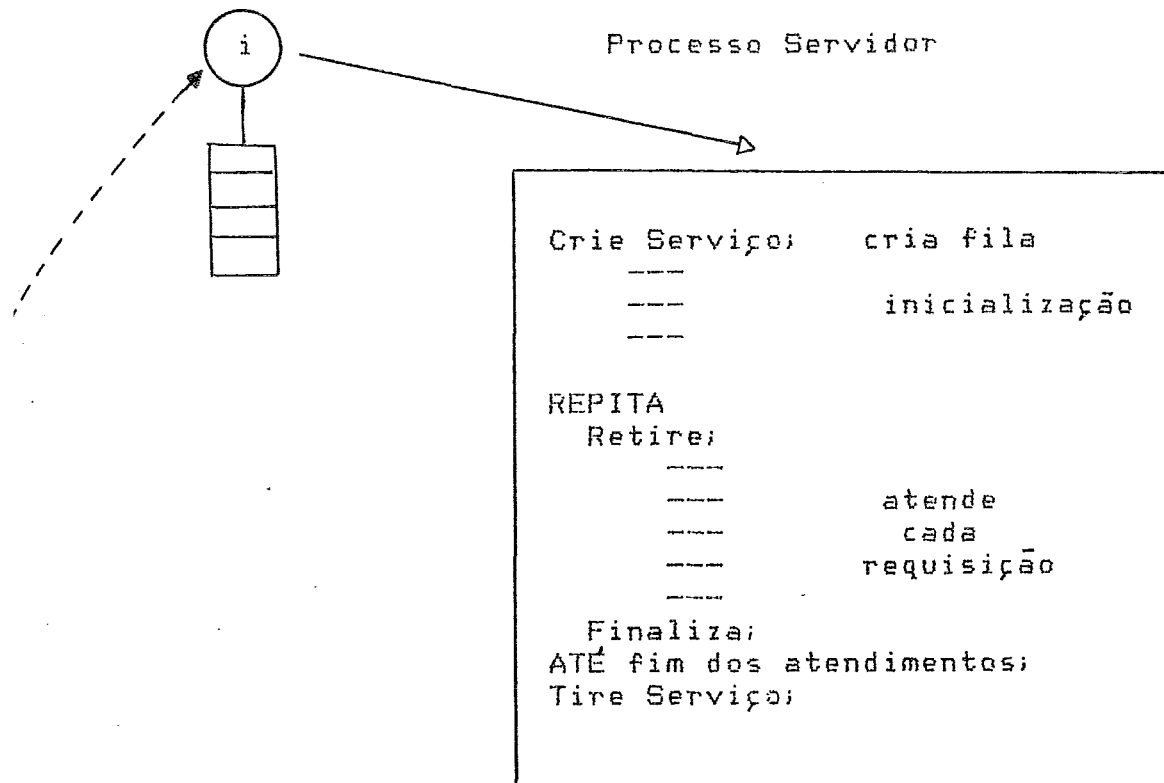 i
Processo Servidor
Crie Serviço; cria fila
---
--- inicialização
---
REPITA
Retire;
---
--- atende
--- cada
--- requisição
---
Finaliza;
ATÉ fim dos atendimentos;
Tire Serviço;